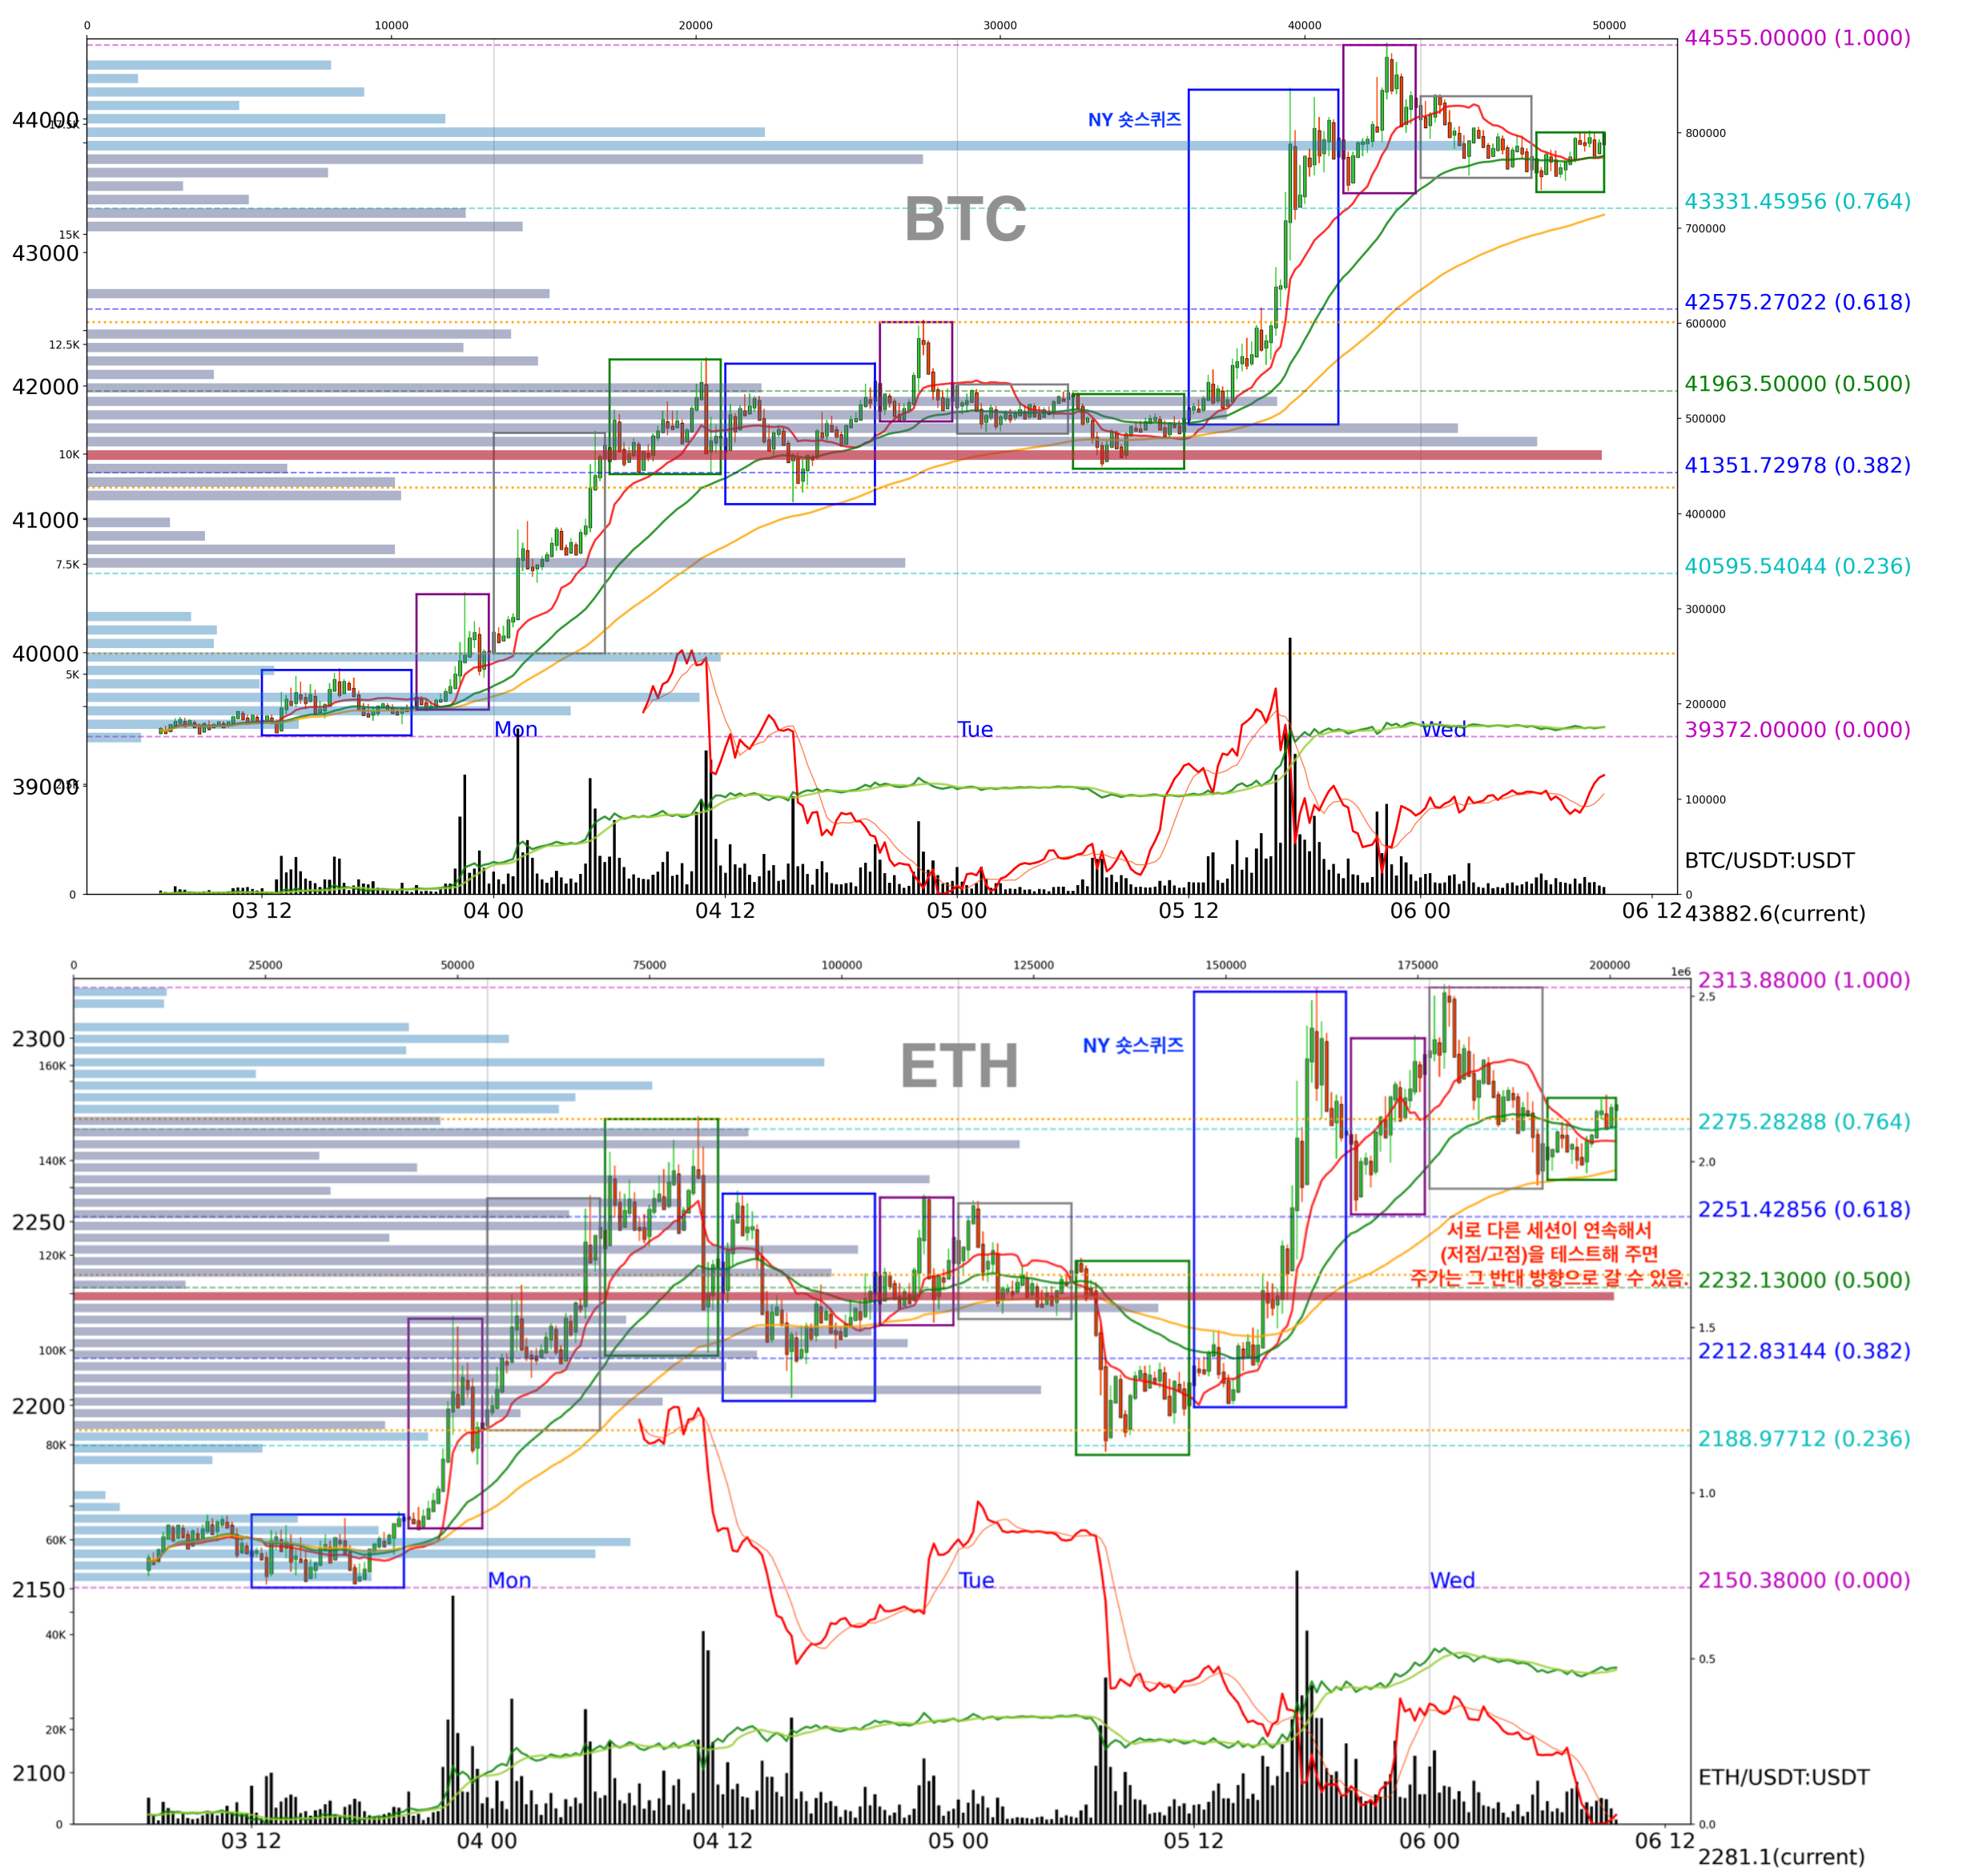 0 10000 20000 30000 40000 50000
44555.00000 (1.000)
44000
NY 숏스퀴즈
800000
BTC
43331.45956 (0.764)
700000
15K
43000
42575.27022 (0.618)
600000
12.5K
42000
41963.50000 (0.500)
500000
10K
41351.72978 (0.382)
41000
400000
7.5K
40595.54044 (0.236)
300000
40000
5K
200000
Mon Tue Wed
39372.00000 (0.000)
39000
100000
BTC/USDT:USDT
0 0
03 12 04 00 04 12 05 00 05 12 06 00 06 12
43882.6(current)
0 25000 50000 75000 100000 125000 150000 175000 200000
1e6
2313.88000 (1.000)
2.5
2300
NY 숏스퀴즈
ETH
160K
2275.28288 (0.764)
140K
2.0
2251.42856 (0.618)
2250
서로 다른 세션이 연속해서
(저점/고점)을 테스트해 주면
주가는 그 반대 방향으로 갈 수 있음.
120K
2232.13000 (0.500)
1.5
100K
2212.83144 (0.382)
2200
80K
2188.97712 (0.236)
1.0
60K
2150
Mon Tue Wed
2150.38000 (0.000)
40K
0.5
20K
2100
ETH/USDT:USDT
0 0.0
03 12 04 00 04 12 05 00 05 12 06 00 06 12
2281.1(current)